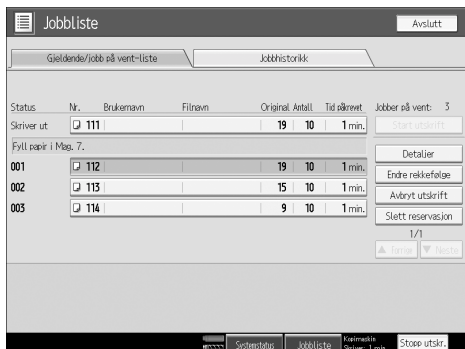 Jobbliste Avslutt
Gjeldende/jobb på vent-liste Jobbhistorikk
Status Nr. Brukernavn Filnavn Original Antall Tid påkrevet Jobber på vent: 3
Skriver ut 111 19 10 1 min. Start utskrift
Fyll papir i Mag. 7.
Detaljer
001 112 19 10 1 min.
Endre rekkefølge
002 113 15 10 1 min.
Avbryt utskrift
003 114 9 10 1 min.
Slett reservasjon
1/1
Forrige Neste
Systemstatus Jobbliste Kopimaskin Stopp utskr.
Skriver: 1 min